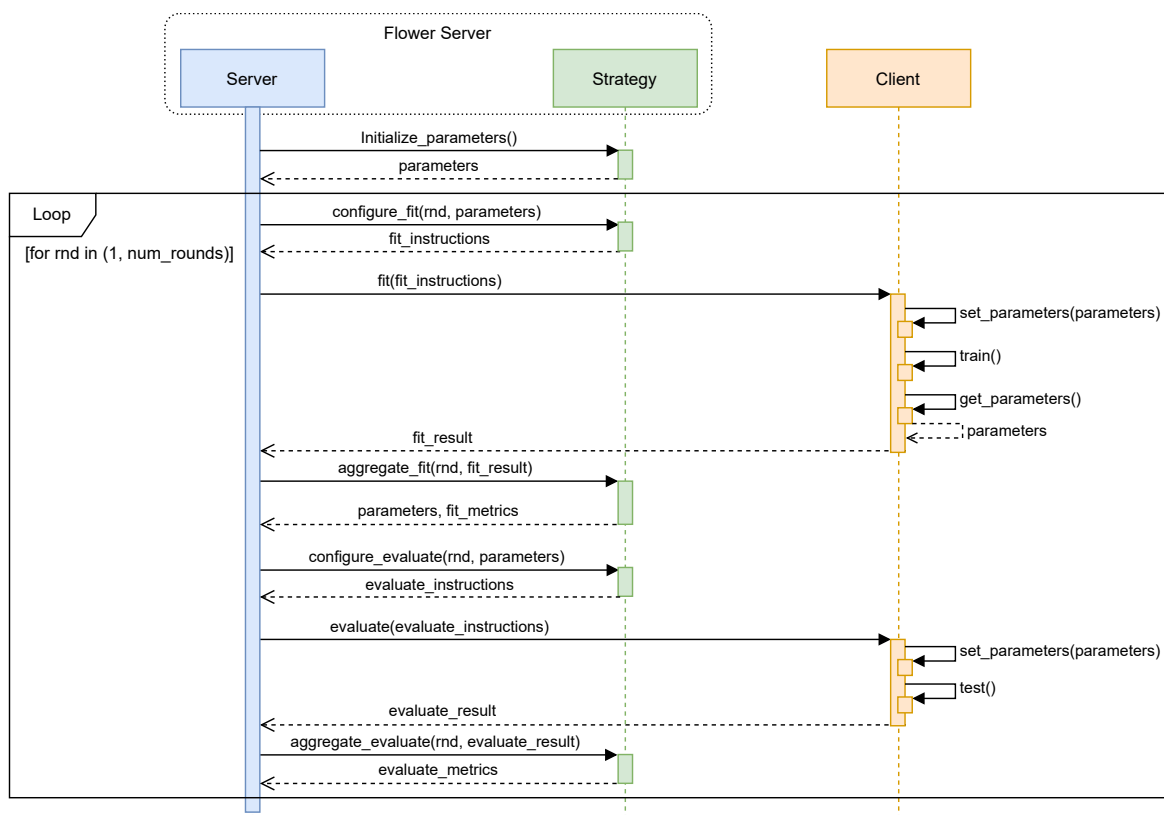 Flower Server
Server
Strategy
Client
Initialize_parameters()
parameters
Loop
configure_fit(rnd, parameters)
fit_instructions
[for rnd in (1, num_rounds)]
fit(fit_instructions)
set_parameters(parameters)
train()
get_parameters()
parameters
fit_result
aggregate_fit(rnd, fit_result)
parameters, fit_metrics
configure_evaluate(rnd, parameters)
evaluate_instructions
evaluate(evaluate_instructions)
set_parameters(parameters)
test()
evaluate_result
aggregate_evaluate(rnd, evaluate_result)
evaluate_metrics